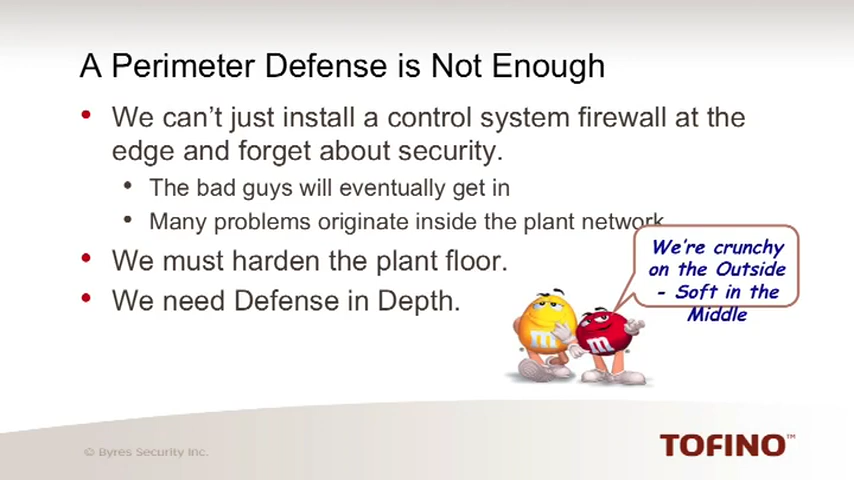 A Perimeter Defense is Not Enough
• We can't just install a control system firewall at the
edge and forget about security.
• The bad guys will eventually get in
• Many problems originate inside the plant network
• We must harden the plant floor.
• We need Defense in Depth.
We're crunchy
on the Outside
- Soft in the
Middle
m
m
© Byres Security Inc.
TOFINO™